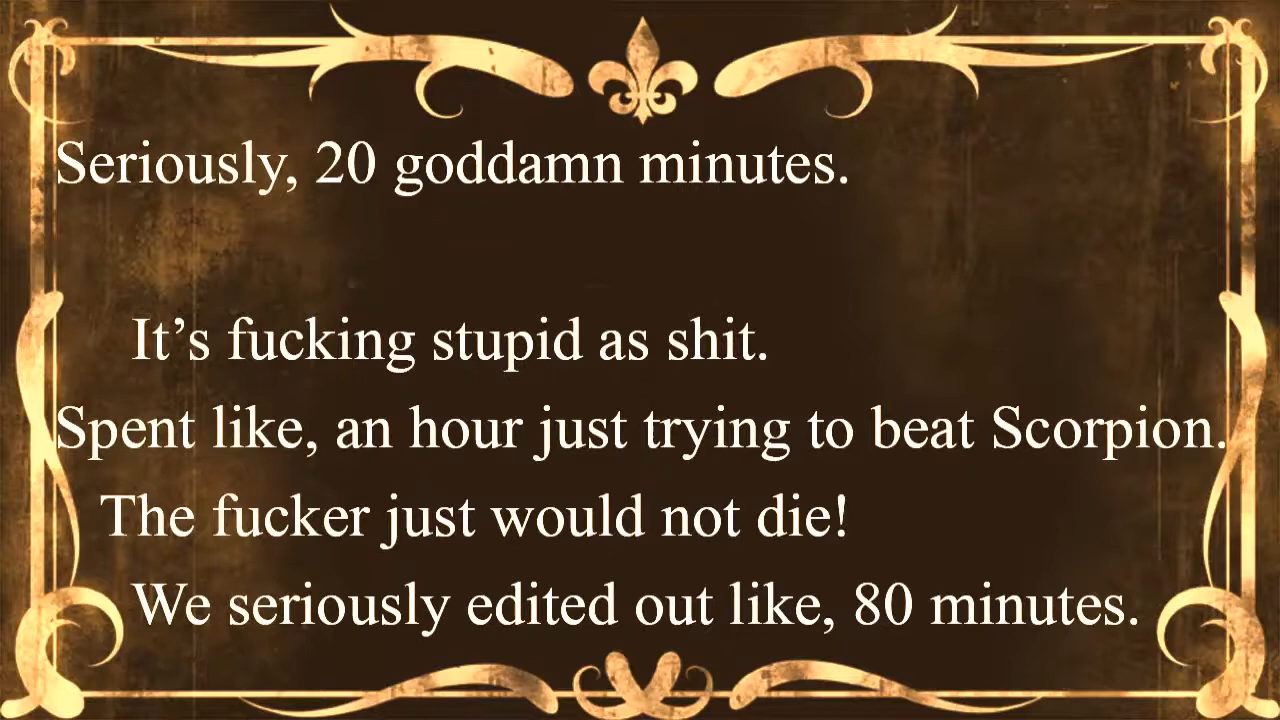 Seriously, 20 goddamn minutes.
It’s fucking stupid as shit.
Spent like, an hour just trying to beat Scorpion.
The fucker just would not die!
We seriously edited out like, 80 minutes.